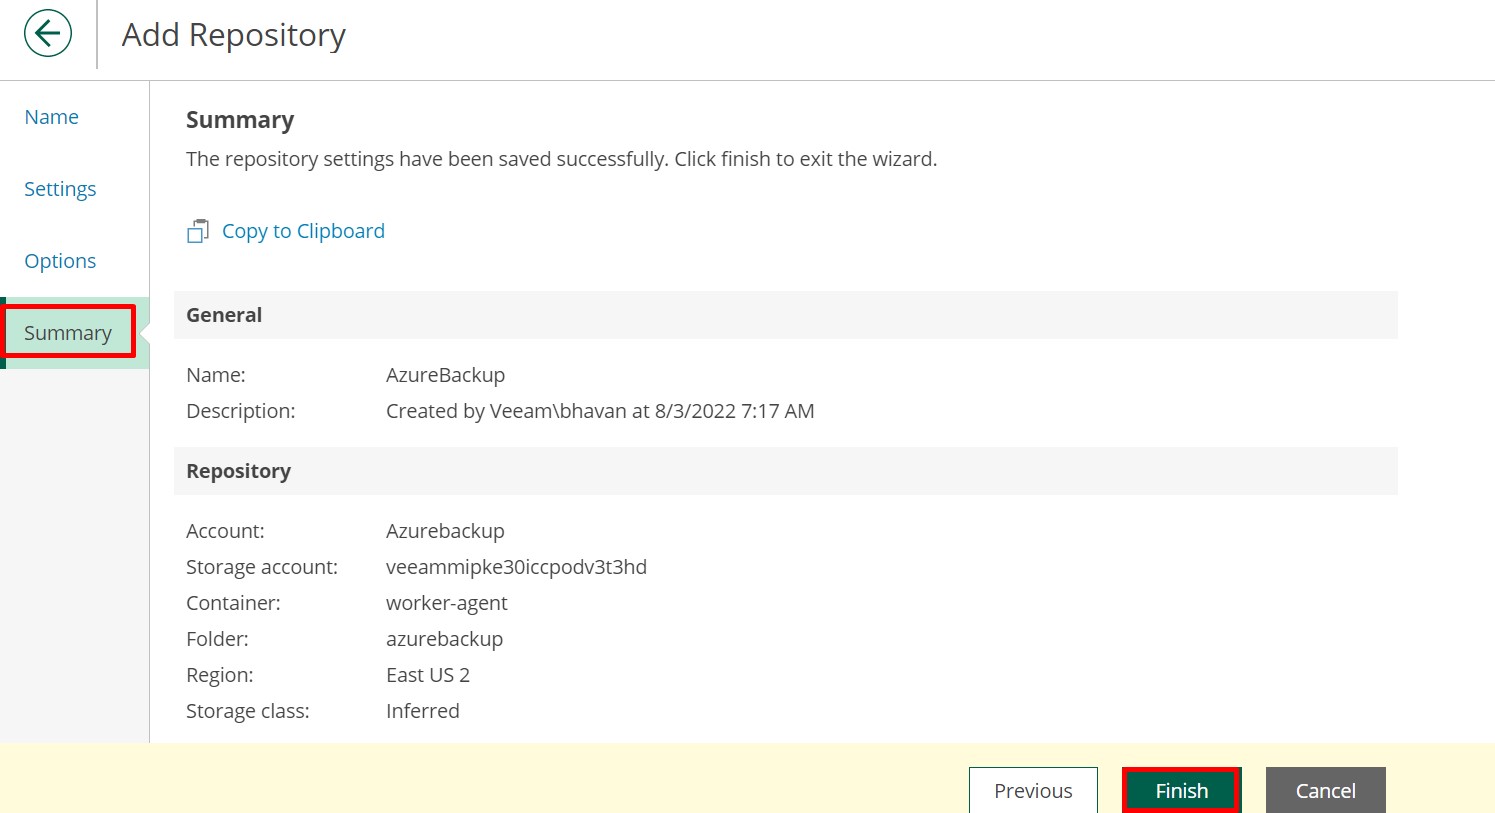 Add Repository
Name
Settings
Options
Summary
Summary
The repository settings have been saved successfully. Click finish to exit the wizard.
Copy to Clipboard
General
Name: AzureBackup
Description: Created by Veeam\bhavan at 8/3/2022 7:17 AM
Repository
Account: Azurebackup
Storage account: veeammipke30iccpodv3t3hd
Container: worker-agent
Folder: azurebackup
Region: East US 2
Storage class: Inferred
Previous Finish Cancel